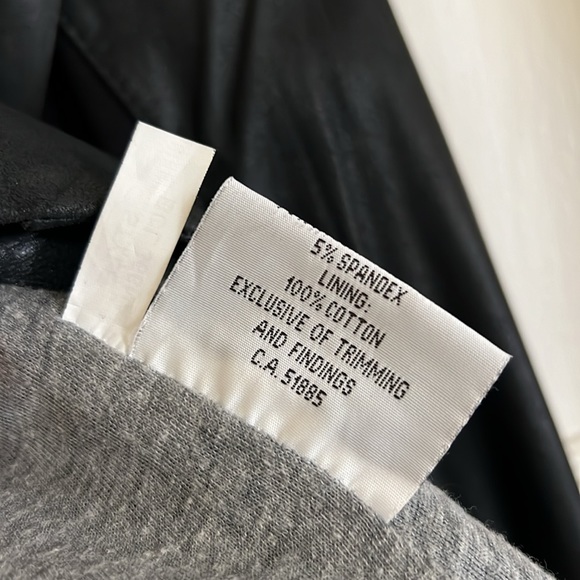 5% SPANDEX
LINING:
100% COTTON
EXCLUSIVE OF TRIMMING
AND FINDINGS
C.A. 51885